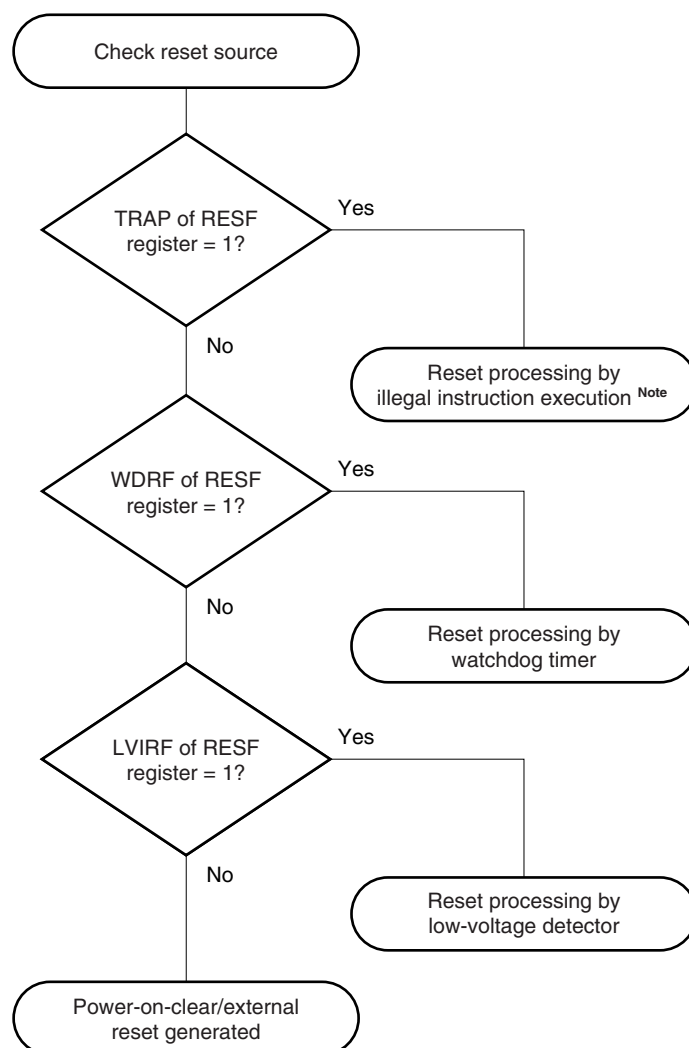 Check reset source
TRAP of RESF
register = 1?
Yes
No
Reset processing by
illegal instruction execution Note
WDRF of RESF
register = 1?
Yes
No
Reset processing by
watchdog timer
LVIRF of RESF
register = 1?
Yes
No
Reset processing by
low-voltage detector
Power-on-clear/external
reset generated